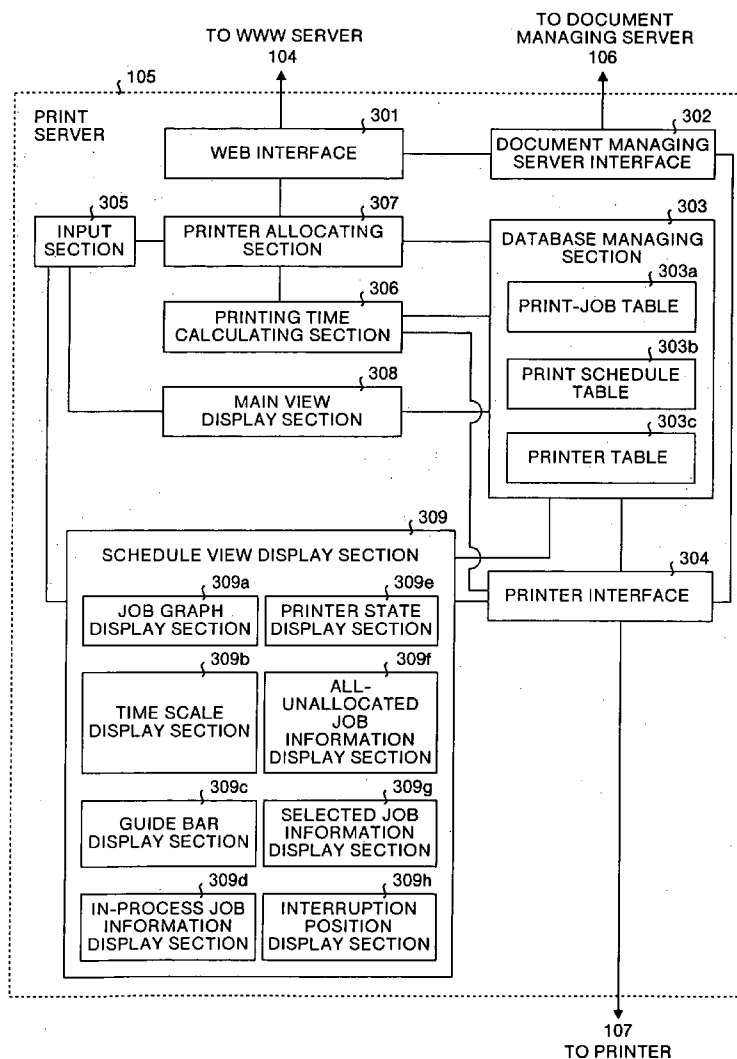 TO WWW SERVER
104
TO DOCUMENT
MANAGING SERVER
106
105
PRINT
SERVER
301
WEB INTERFACE
302
DOCUMENT MANAGING
SERVER INTERFACE
305
INPUT
SECTION
307
PRINTER ALLOCATING
SECTION
303
DATABASE MANAGING
SECTION
303a
PRINT-JOB TABLE
303b
PRINT SCHEDULE
TABLE
303c
PRINTER TABLE
306
PRINTING TIME
CALCULATING SECTION
308
MAIN VIEW
DISPLAY SECTION
309
SCHEDULE VIEW DISPLAY SECTION
309a
JOB GRAPH
DISPLAY SECTION
309e
PRINTER STATE
DISPLAY SECTION
309b
TIME SCALE
DISPLAY SECTION
309f
ALL-
UNALLOCATED
JOB
INFORMATION
DISPLAY SECTION
309c
GUIDE BAR
DISPLAY SECTION
309g
SELECTED JOB
INFORMATION
DISPLAY SECTION
309d
IN-PROCESS JOB
INFORMATION
DISPLAY SECTION
309h
INTERRUPTION
POSITION
DISPLAY SECTION
304
PRINTER INTERFACE
107
TO PRINTER